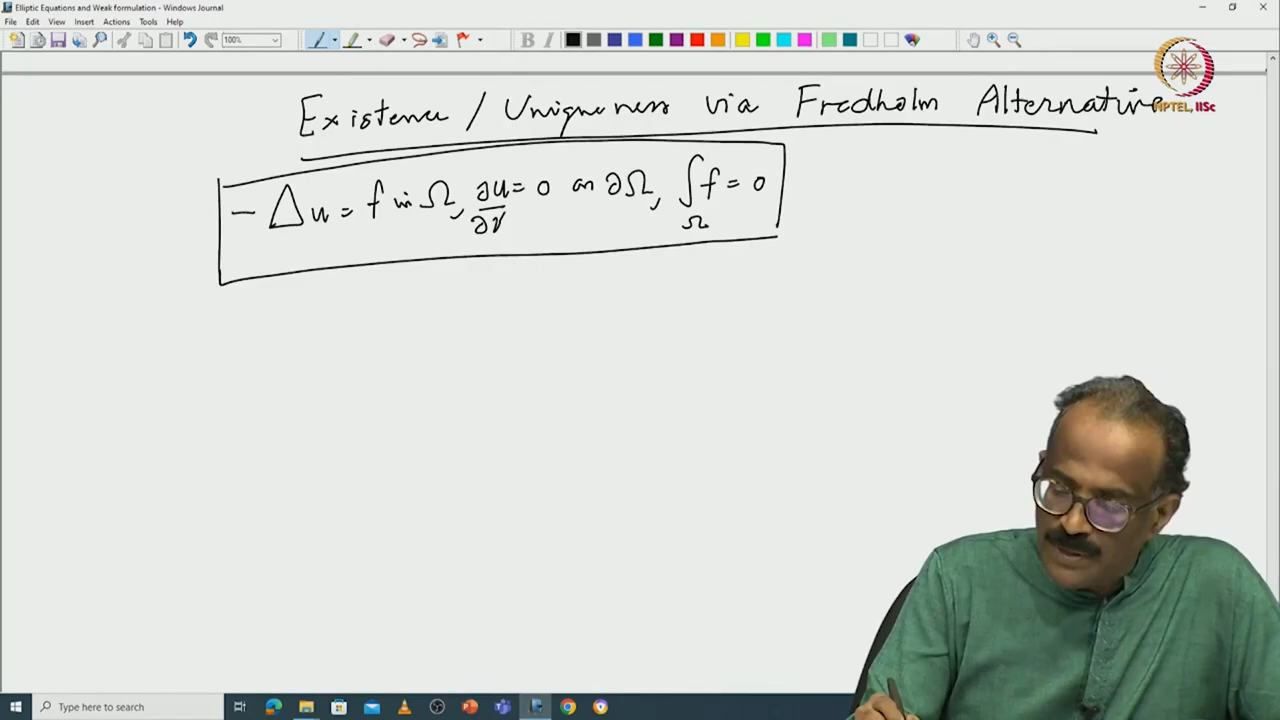 Elliptic Equations and Weak formulation - Windows Journal
File Edit View Insert Actions Tools Help
100%
B I
NPTEL, IISc
Existence / Uniqueness via Fredholm Alternative
- Δu = f in Ω, ∂u/∂ν = 0 on ∂Ω, ∫_Ω f = 0
Type here to search